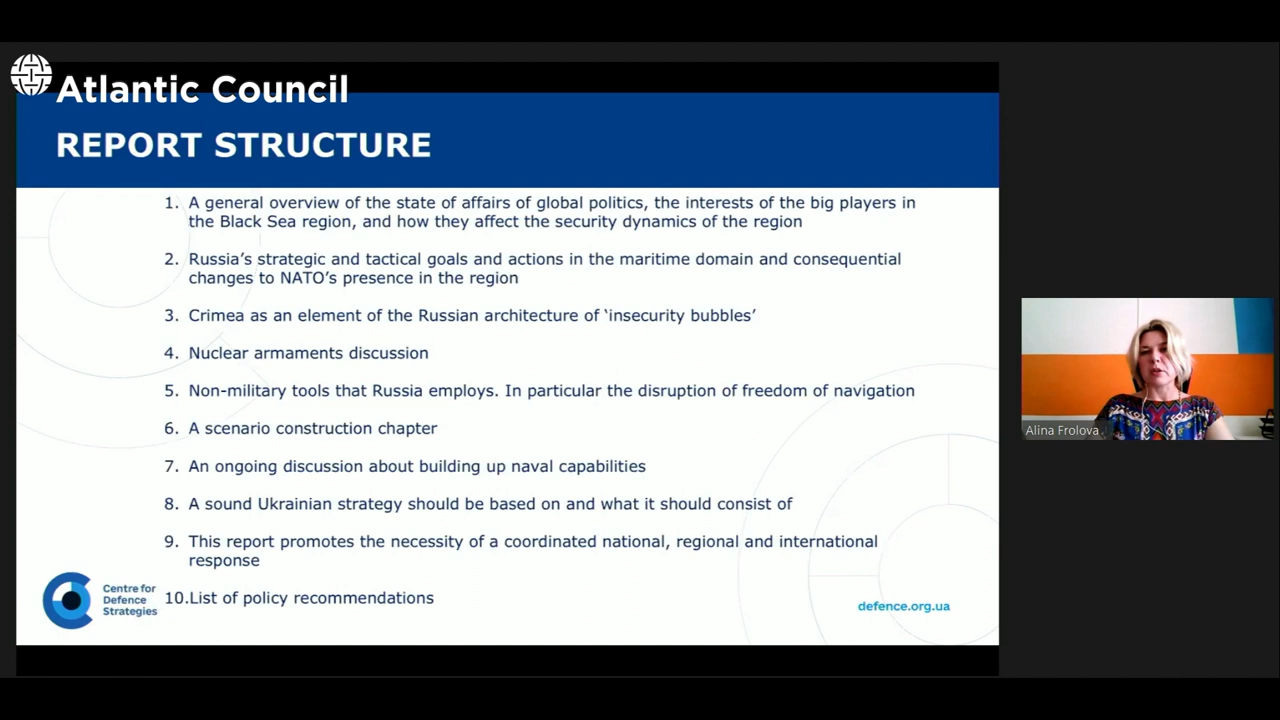 Atlantic Council
REPORT STRUCTURE
1. A general overview of the state of affairs of global politics, the interests of the big players in
the Black Sea region, and how they affect the security dynamics of the region
2. Russia’s strategic and tactical goals and actions in the maritime domain and consequential
changes to NATO’s presence in the region
3. Crimea as an element of the Russian architecture of ‘insecurity bubbles’
4. Nuclear armaments discussion
5. Non-military tools that Russia employs. In particular the disruption of freedom of navigation
6. A scenario construction chapter
7. An ongoing discussion about building up naval capabilities
8. A sound Ukrainian strategy should be based on and what it should consist of
9. This report promotes the necessity of a coordinated national, regional and international
response
10.List of policy recommendations
Centre for
Defence
Strategies
defence.org.ua
Alina Frolova